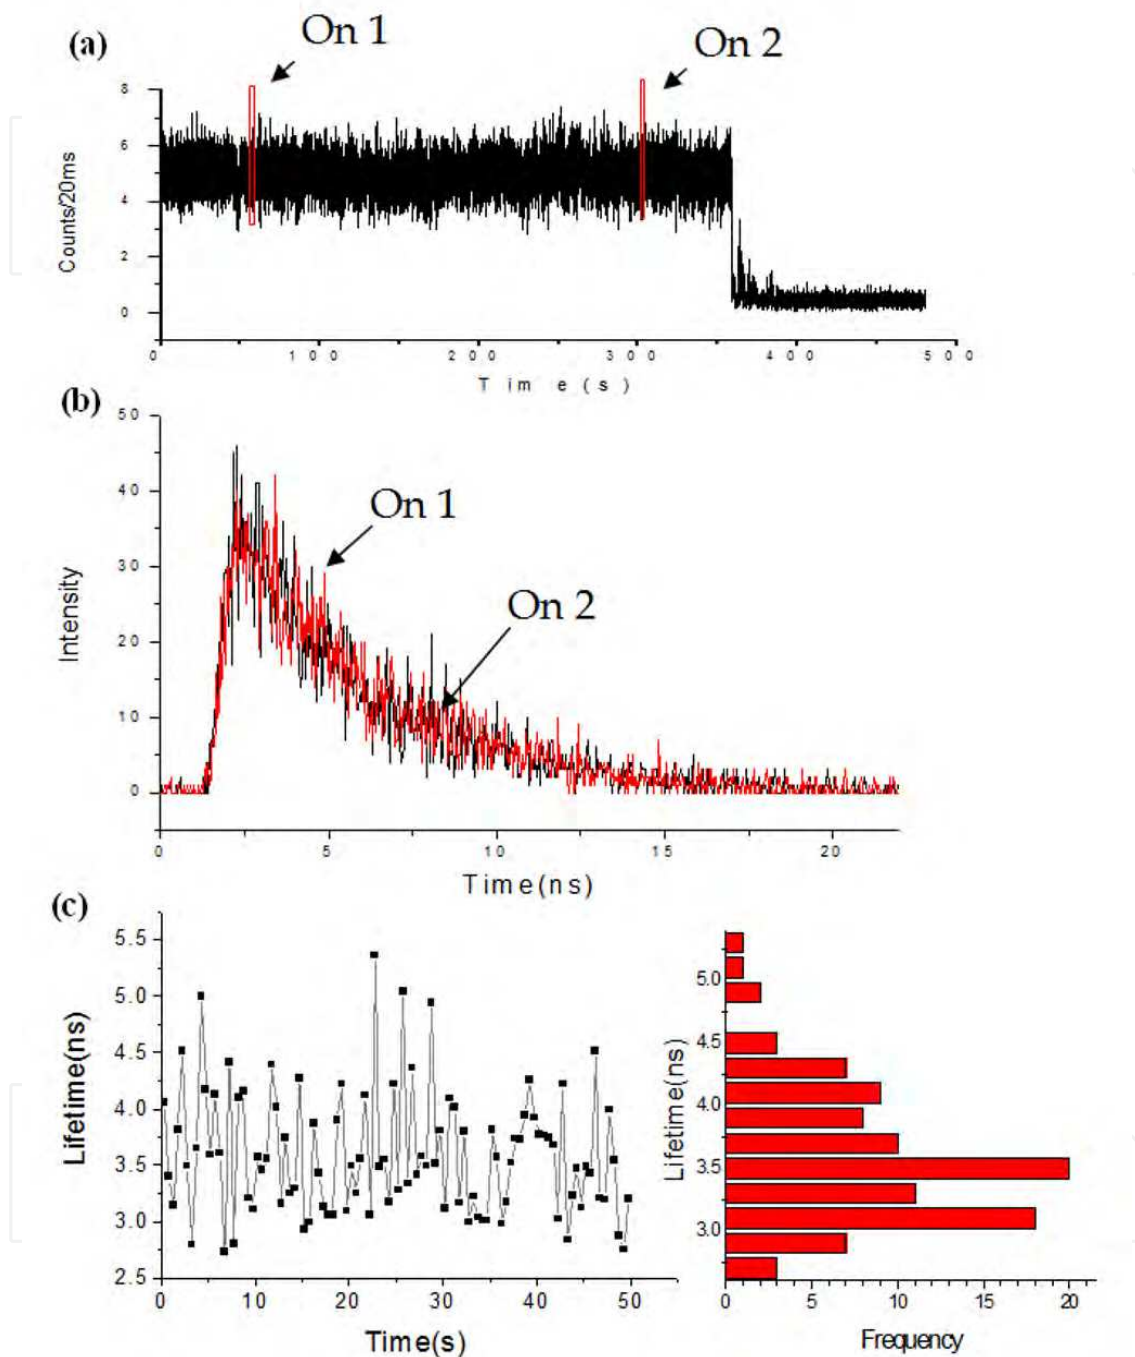 (a)
On 1
On 2
8
6
4
2
0
Counts/20ms
0 100 200 300 400 500
Time(s)
(b)
50
40
30
20
10
0
Intensity
On 1
On 2
0 5 10 15 20
Time(ns)
(c)
5.5
5.0
4.5
4.0
3.5
3.0
2.5
Lifetime(ns)
0 10 20 30 40 50
Time(s)
5.0
4.5
4.0
3.5
3.0
Lifetime(ns)
0 5 10 15 20
Frequency